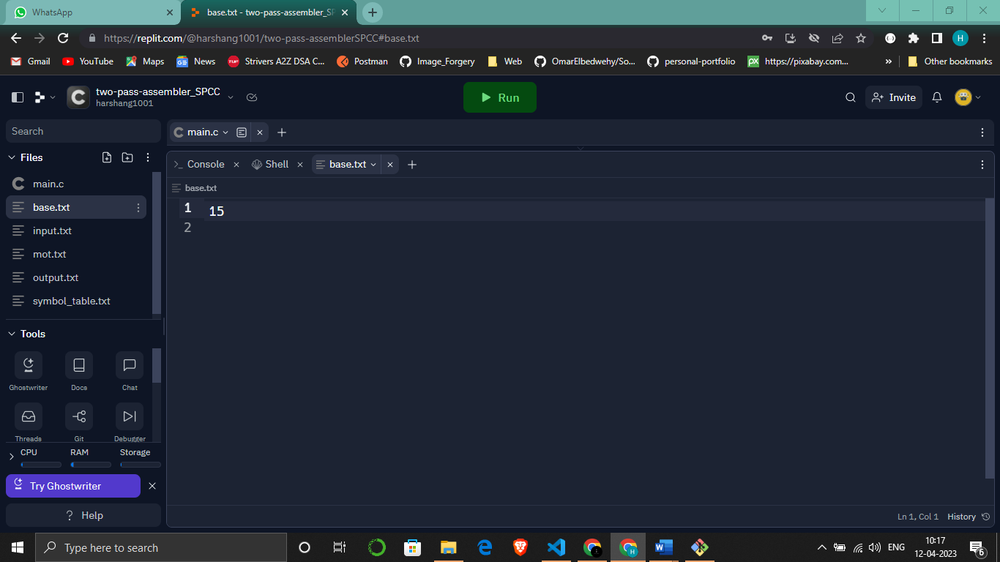 WhatsApp
base.txt - two-pass-assembler_SP
https://replit.com/@harshang1001/two-pass-assemblerSPCC#base.txt
H
Gmail
YouTube
Maps
News
Strivers A2Z DSA C...
Postman
Image_Forgery
Web
OmarElbedwehy/So...
personal-portfolio
https://pixabay.com...
»
Other bookmarks
two-pass-assembler_SPCC
harshang1001
Run
Invite
Search
main.c
Files
Console
Shell
base.txt
main.c
base.txt
base.txt
1 15
2
input.txt
mot.txt
output.txt
symbol_table.txt
Tools
Ghostwriter
Docs
Chat
Threads
Git
Debugger
CPU
RAM
Storage
Try Ghostwriter
Help
Ln 1, Col 1
History
Type here to search
ENG
10:17
12-04-2023
6